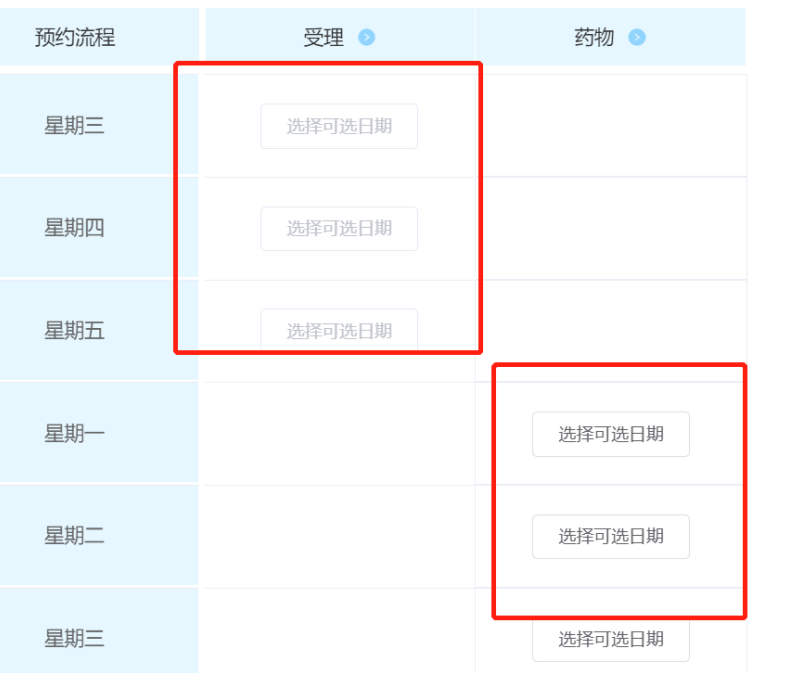 预约流程 受理 药物
星期三 选择可选日期
星期四 选择可选日期
星期五 选择可选日期
星期一 选择可选日期
星期二 选择可选日期
星期三 选择可选日期